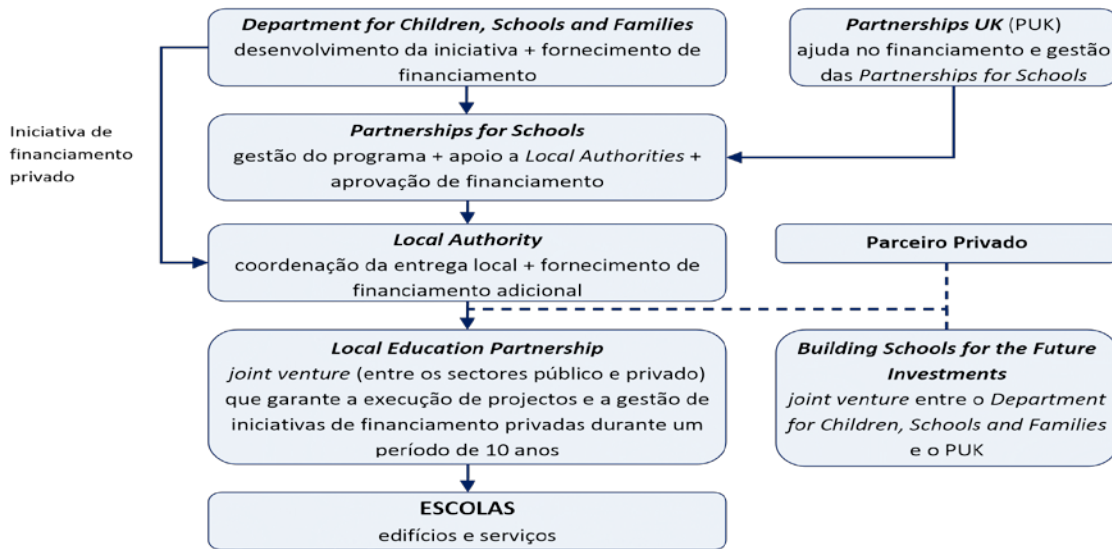 Department for Children, Schools and Families
desenvolvimento da iniciativa + fornecimento de
financiamento
Partnerships UK (PUK)
ajuda no financiamento e gestão
das Partnerships for Schools
Iniciativa de
financiamento
privado
Partnerships for Schools
gestão do programa + apoio a Local Authorities +
aprovação de financiamento
Local Authority
coordenação da entrega local + fornecimento de
financiamento adicional
Parceiro Privado
Local Education Partnership
joint venture (entre os sectores público e privado)
que garante a execução de projectos e a gestão de
iniciativas de financiamento privadas durante um
período de 10 anos
Building Schools for the Future
Investments
joint venture entre o Department
for Children, Schools and Families
e o PUK
ESCOLAS
edifícios e serviços